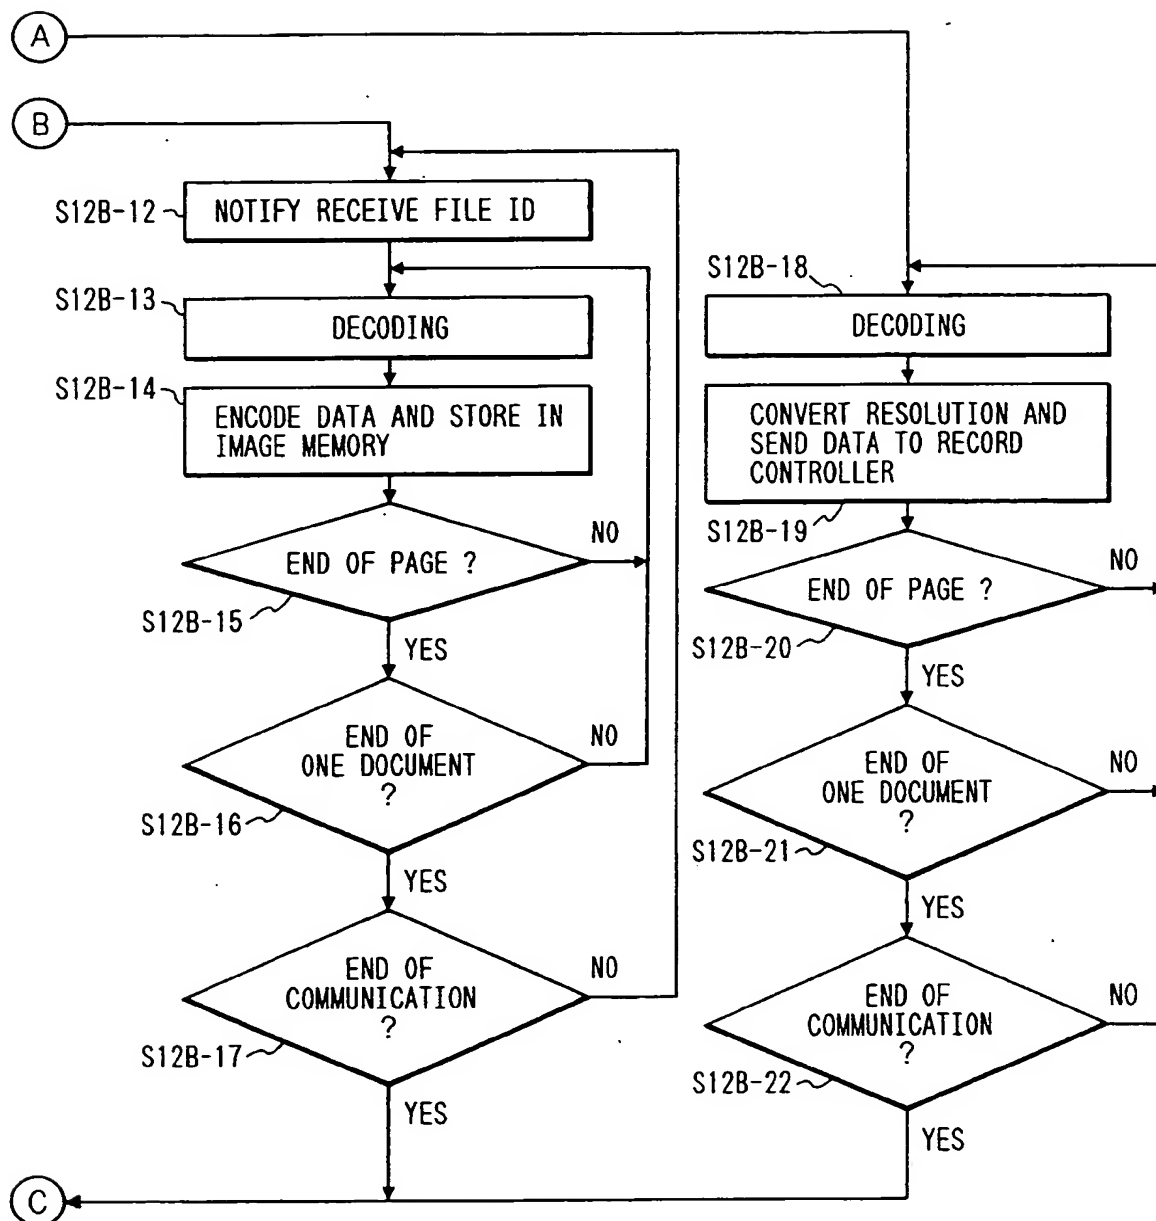 A
B
S12B-12
NOTIFY RECEIVE FILE ID
S12B-13
DECODING
S12B-14
ENCODE DATA AND STORE IN
IMAGE MEMORY
END OF PAGE ?
NO
S12B-15
YES
END OF
ONE DOCUMENT
?
NO
S12B-16
YES
END OF
COMMUNICATION
?
NO
S12B-17
YES
S12B-18
DECODING
CONVERT RESOLUTION AND
SEND DATA TO RECORD
CONTROLLER
S12B-19
END OF PAGE ?
NO
S12B-20
YES
END OF
ONE DOCUMENT
?
NO
S12B-21
YES
END OF
COMMUNICATION
?
NO
S12B-22
YES
C